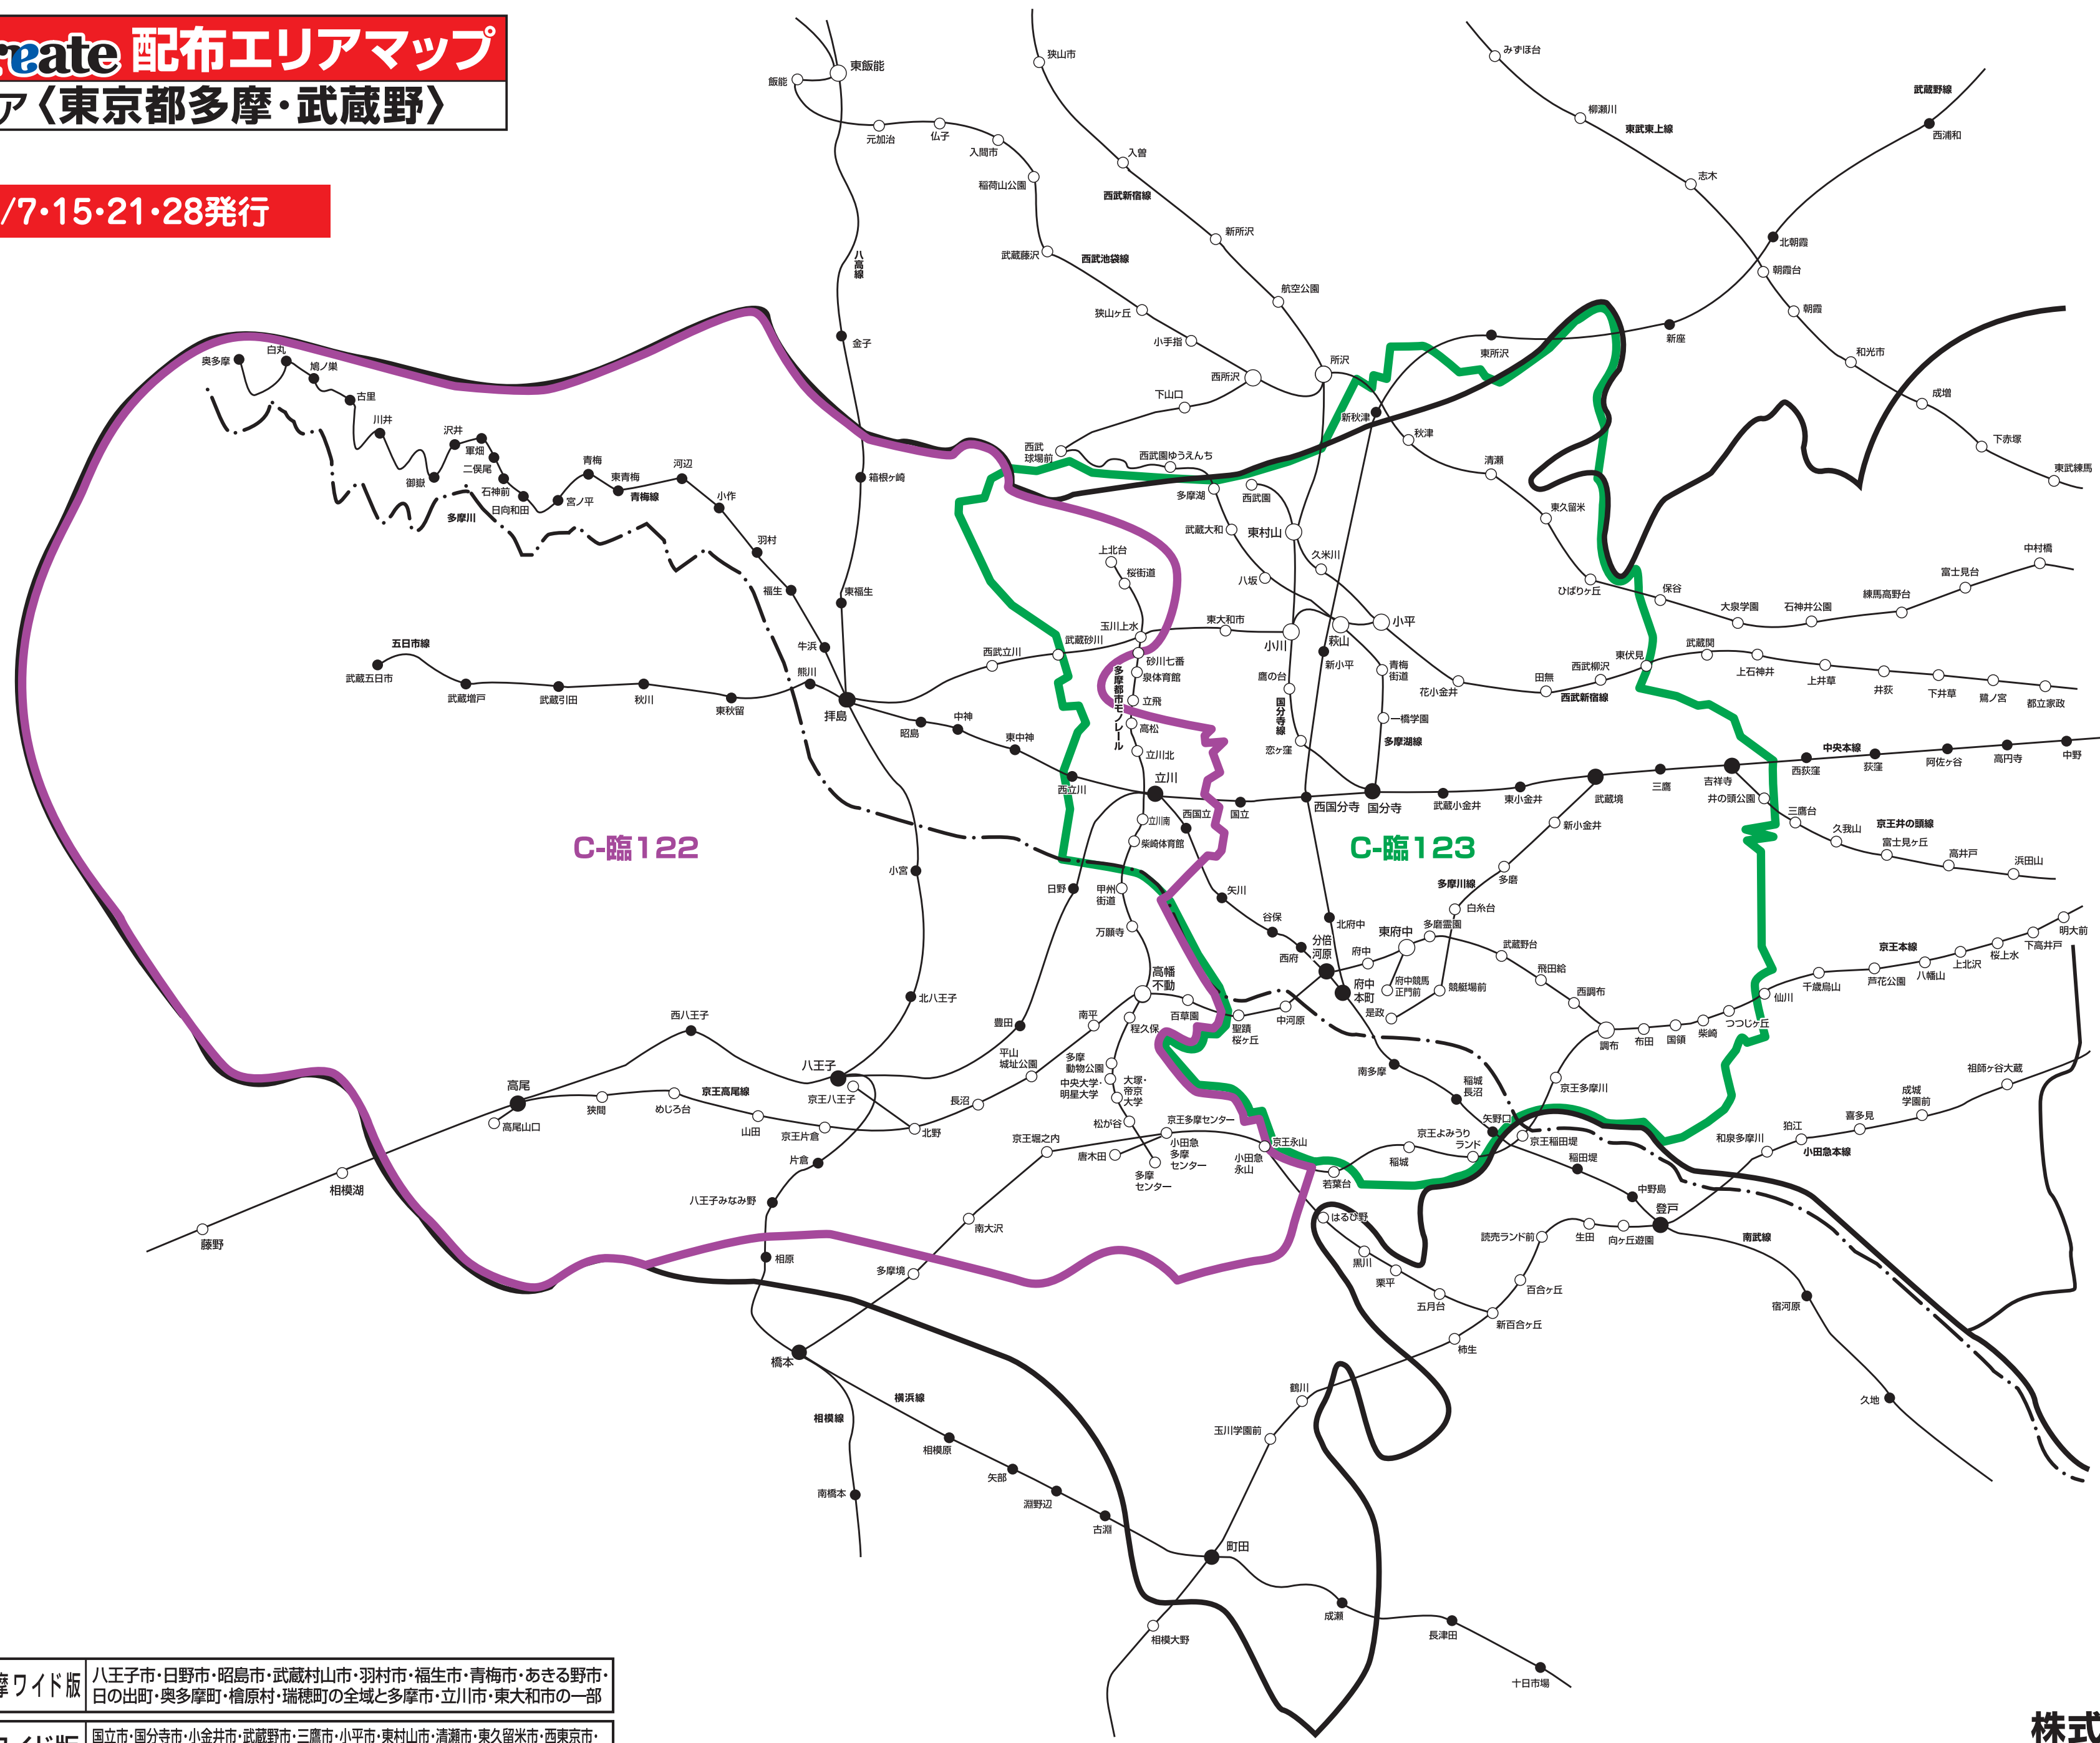 reate 配布エリアマップ
ア〈東京都多摩・武蔵野〉
/7・15・21・28発行
飯能
東飯能
元加治
仏子
入間市
稲荷山公園
武蔵藤沢
西武池袋線
狭山ヶ丘
小手指
西所沢
下山口
西武
球場前
狭山市
入曽
西武新宿線
新所沢
航空公園
所沢
みずほ台
柳瀬川
東武東上線
志木
武蔵野線
西浦和
北朝霞
朝霞台
朝霞
和光市
成増
下赤塚
東武練馬
新座
東所沢
新秋津
秋津
清瀬
東久留米
ひばりヶ丘
保谷
大泉学園
石神井公園
練馬高野台
富士見台
中村橋
八高線
金子
箱根ヶ崎
東福生
奥多摩
白丸
鳩ノ巣
古里
川井
御嶽
沢井
軍畑
二俣尾
石神前
日向和田
宮ノ平
青梅
東青梅
青梅線
河辺
小作
羽村
福生
牛浜
多摩川
五日市線
武蔵五日市
武蔵増戸
武蔵引田
秋川
東秋留
熊川
拝島
昭島
中神
東中神
西立川
立川
西武立川
武蔵砂川
玉川上水
東大和市
小川
西武園ゆうえんち
多摩湖
西武園
武蔵大和
東村山
久米川
八坂
萩山
小平
新小平
鷹の台
国分寺線
恋ヶ窪
青梅
街道
一橋学園
多摩湖線
花小金井
田無
西武新宿線
西武柳沢
東伏見
武蔵関
上石神井
上井草
井荻
下井草
鷺ノ宮
都立家政
上北台
桜街道
砂川七番
泉体育館
立飛
高松
立川北
多摩都市モノレール
立川南
柴崎体育館
甲州
街道
万願寺
高幡
不動
程久保
多摩
動物公園
中央大学・
明星大学
大塚・
帝京
大学
松が谷
多摩
センター
西国立
国立
西国分寺
国分寺
武蔵小金井
東小金井
武蔵境
三鷹
吉祥寺
西荻窪
中央本線
荻窪
阿佐ヶ谷
高円寺
中野
井の頭公園
三鷹台
久我山
京王井の頭線
富士見ヶ丘
高井戸
浜田山
新小金井
多磨
多摩川線
白糸台
競艇場前
是政
C-臨122
C-臨123
矢川
谷保
西府
分倍
河原
北府中
府中
本町
府中
東府中
府中競馬
正門前
多磨霊園
武蔵野台
飛田給
西調布
調布
布田
国領
柴崎
つつじヶ丘
仙川
千歳烏山
芦花公園
京王本線
八幡山
上北沢
桜上水
下高井戸
明大前
日野
豊田
小宮
北八王子
八王子
京王八王子
西八王子
高尾
高尾山口
狭間
めじろ台
京王高尾線
山田
京王片倉
北野
長沼
平山
城址公園
南平
百草園
聖蹟
桜ヶ丘
中河原
相模湖
藤野
片倉
八王子みなみ野
相原
橋本
横浜線
相模線
南橋本
相模原
矢部
淵野辺
古淵
町田
成瀬
長津田
十日市場
多摩境
南大沢
京王堀之内
京王多摩センター
唐木田
小田急
多摩
センター
京王永山
小田急
永山
若葉台
稲城
京王よみうり
ランド
京王稲田堤
京王多摩川
南多摩
稲城
長沼
矢野口
稲田堤
中野島
登戸
南武線
宿河原
久地
はるひ野
黒川
栗平
五月台
新百合ヶ丘
百合ヶ丘
読売ランド前
生田
向ヶ丘遊園
和泉多摩川
狛江
小田急本線
喜多見
成城
学園前
祖師ヶ谷大蔵
柿生
鶴川
玉川学園前
相模大野
摩ワイド版
八王子市・日野市・昭島市・武蔵村山市・羽村市・福生市・青梅市・あきる野市・
日の出町・奥多摩町・檜原村・瑞穂町の全域と多摩市・立川市・東大和市の一部
ワイド版
国立市・国分寺市・小金井市・武蔵野市・三鷹市・小平市・東村山市・清瀬市・東久留米市・西東京市・
株式